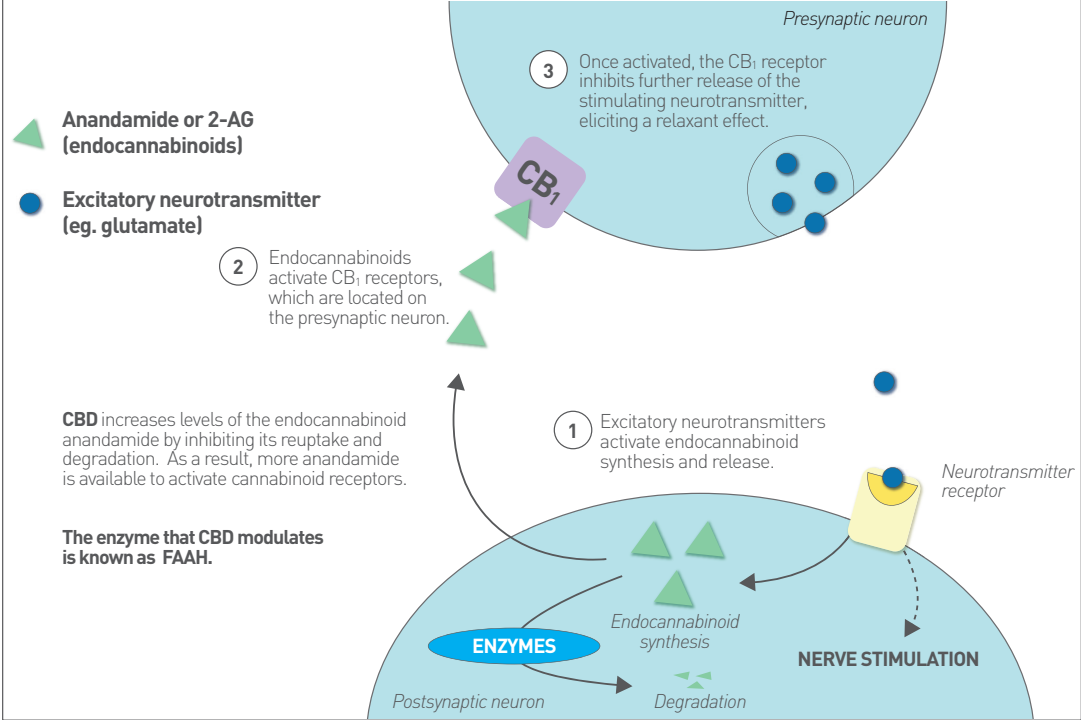 Presynaptic neuron
3
Once activated, the CB₁ receptor
inhibits further release of the
stimulating neurotransmitter,
eliciting a relaxant effect.
Anandamide or 2-AG
(endocannabinoids)
CB₁
Excitatory neurotransmitter
(eg. glutamate)
2
Endocannabinoids
activate CB₁ receptors,
which are located on
the presynaptic neuron.
CBD increases levels of the endocannabinoid
anandamide by inhibiting its reuptake and
degradation. As a result, more anandamide
is available to activate cannabinoid receptors.
The enzyme that CBD modulates
is known as FAAH.
1
Excitatory neurotransmitters
activate endocannabinoid
synthesis and release.
Neurotransmitter
receptor
Endocannabinoid
synthesis
ENZYMES
NERVE STIMULATION
Postsynaptic neuron
Degradation